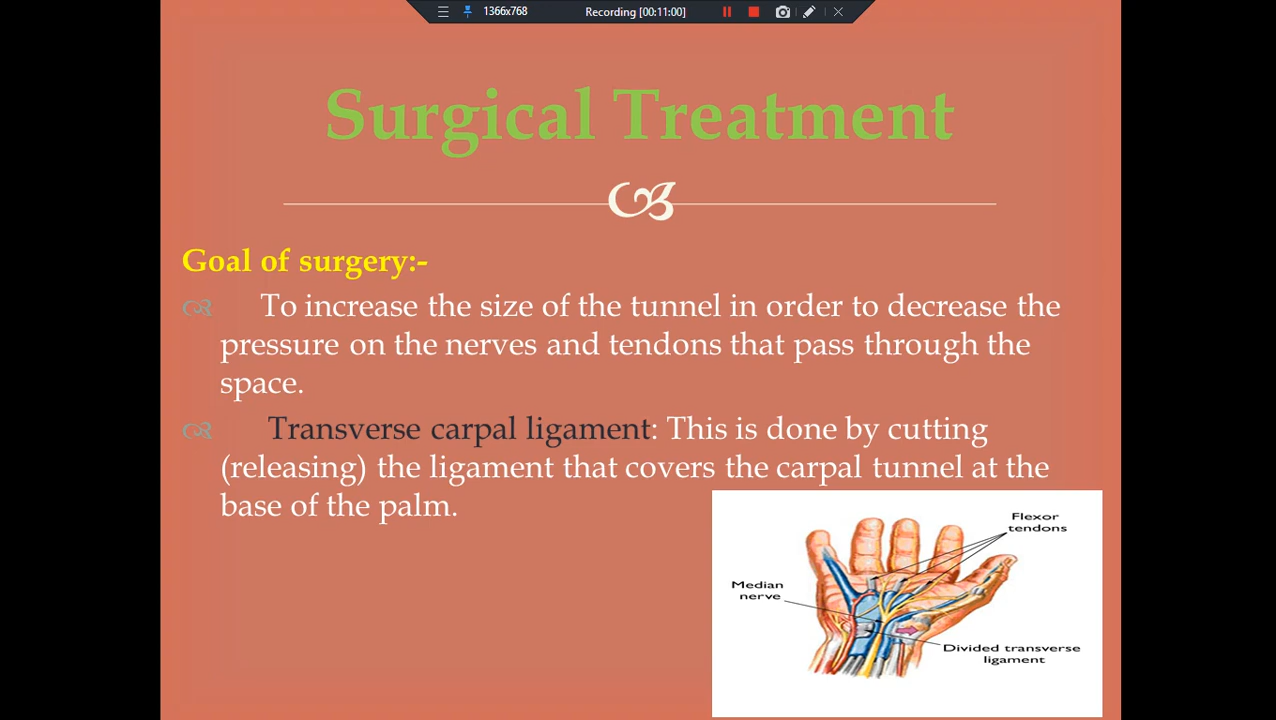 1366x768 Recording [00:11:00]
Surgical Treatment
Goal of surgery:-
To increase the size of the tunnel in order to decrease the
pressure on the nerves and tendons that pass through the
space.
Transverse carpal ligament: This is done by cutting
(releasing) the ligament that covers the carpal tunnel at the
base of the palm.
Flexor
tendons
Median
nerve
Divided transverse
ligament